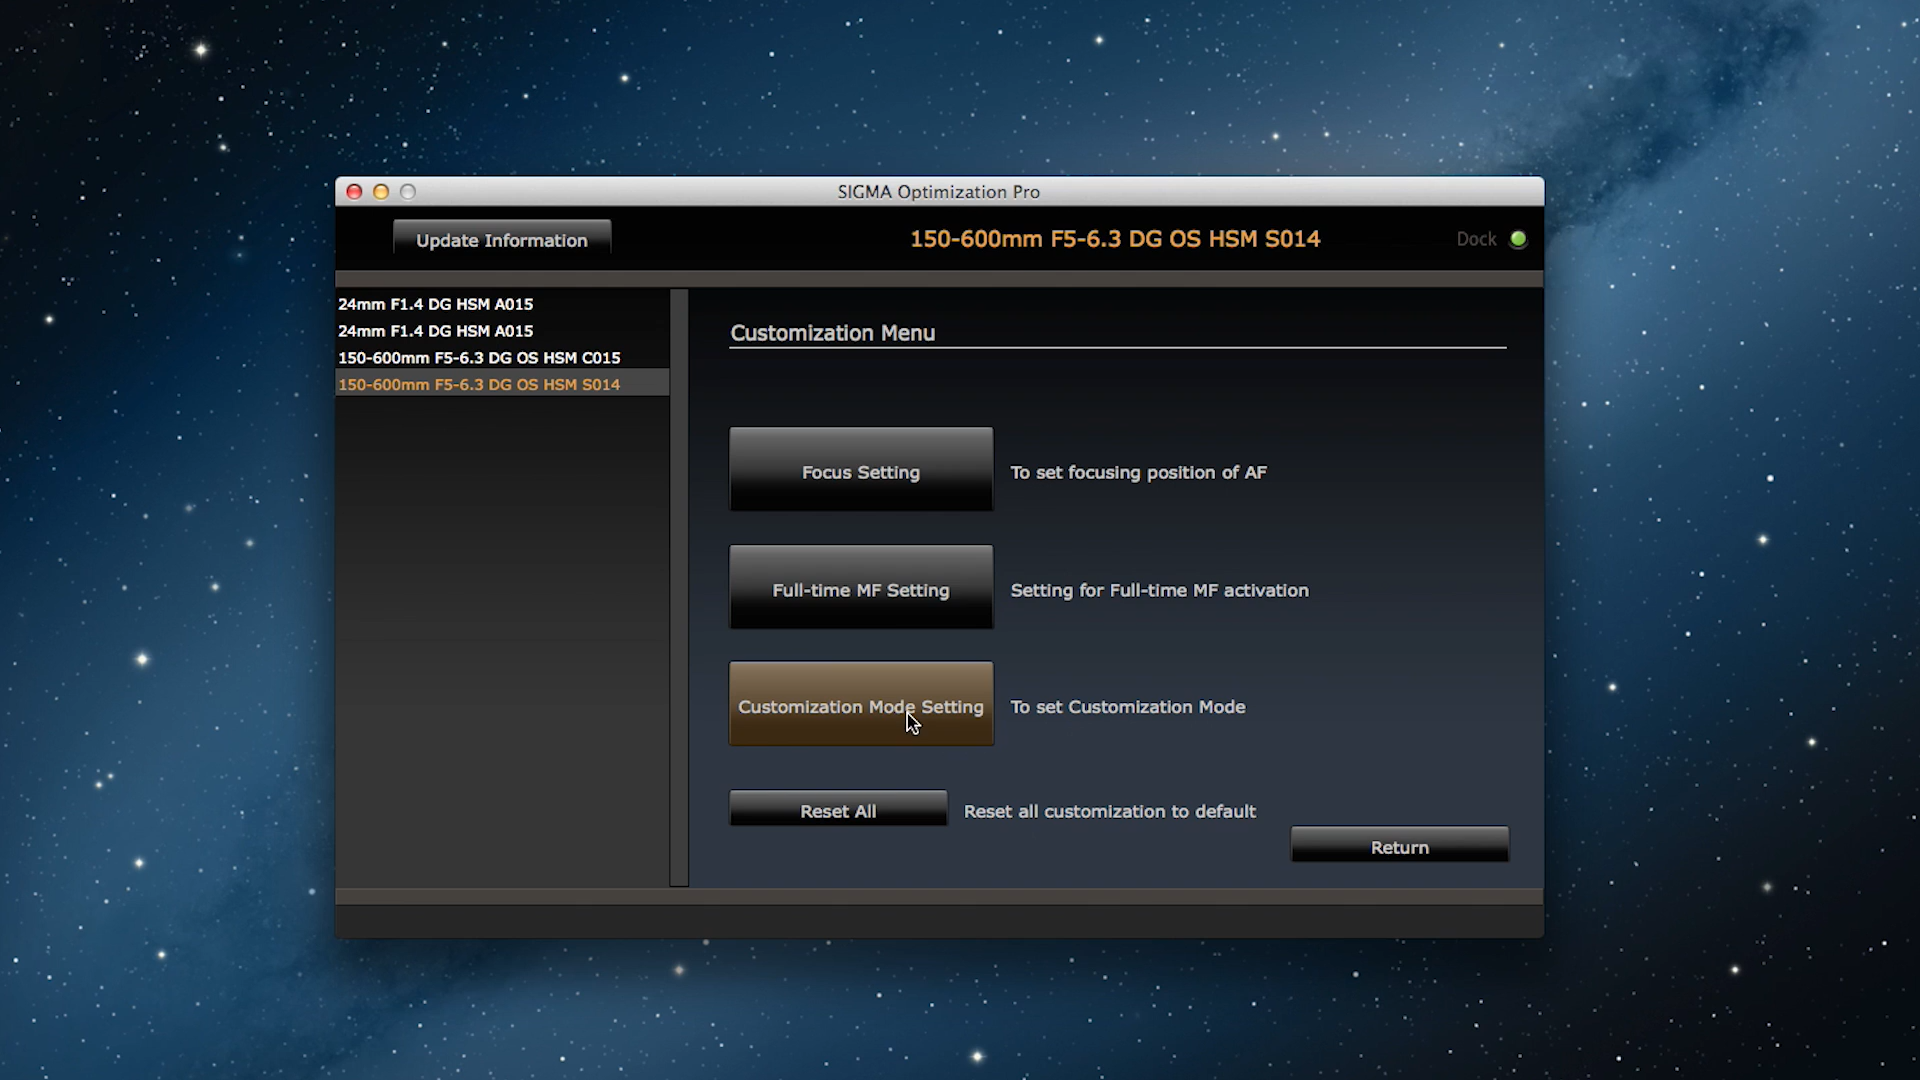 SIGMA Optimization Pro
Update Information
150-600mm F5-6.3 DG OS HSM S014
Dock
24mm F1.4 DG HSM A015
24mm F1.4 DG HSM A015
150-600mm F5-6.3 DG OS HSM C015
150-600mm F5-6.3 DG OS HSM S014
Customization Menu
Focus Setting
To set focusing position of AF
Full-time MF Setting
Setting for Full-time MF activation
Customization Mode Setting
To set Customization Mode
Reset All
Reset all customization to default
Return